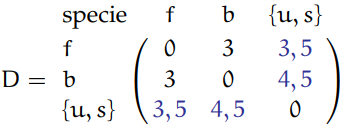 specie f b {u, s}
f 0 3 3, 5
D = b 3 0 4, 5
{u, s} 3, 5 4, 5 0